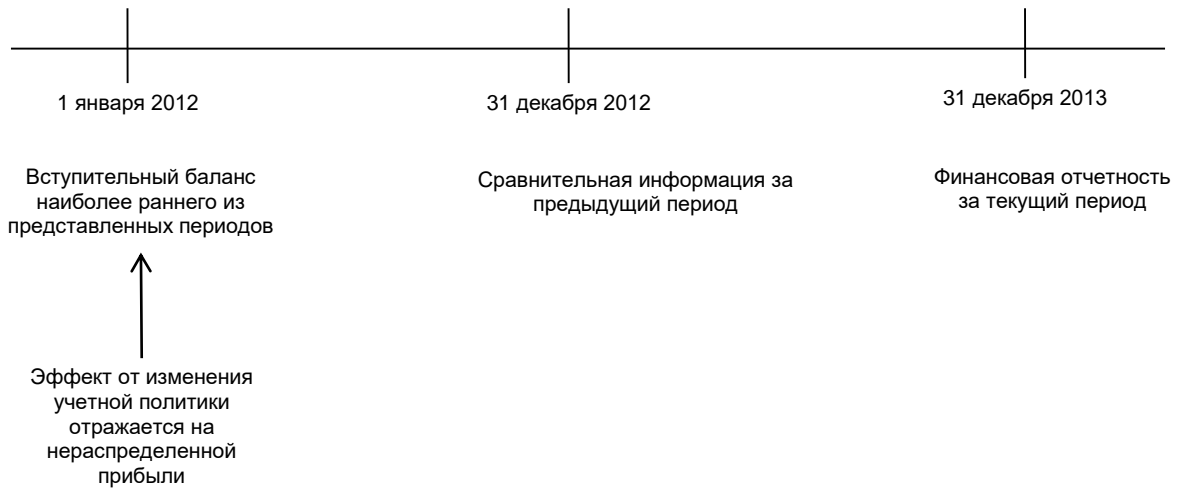 1 января 2012
31 декабря 2012
31 декабря 2013
Вступительный баланс
наиболее раннего из
представленных периодов
Сравнительная информация за
предыдущий период
Финансовая отчетность
за текущий период
Эффект от изменения
учетной политики
отражается на
нераспределенной
прибыли